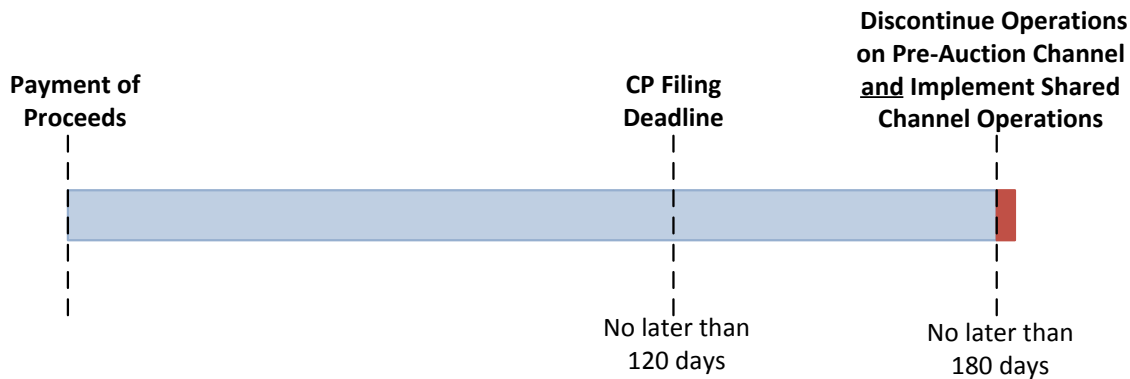 Payment of
Proceeds
CP Filing
Deadline
Discontinue Operations
on Pre-Auction Channel
and Implement Shared
Channel Operations
No later than
120 days
No later than
180 days